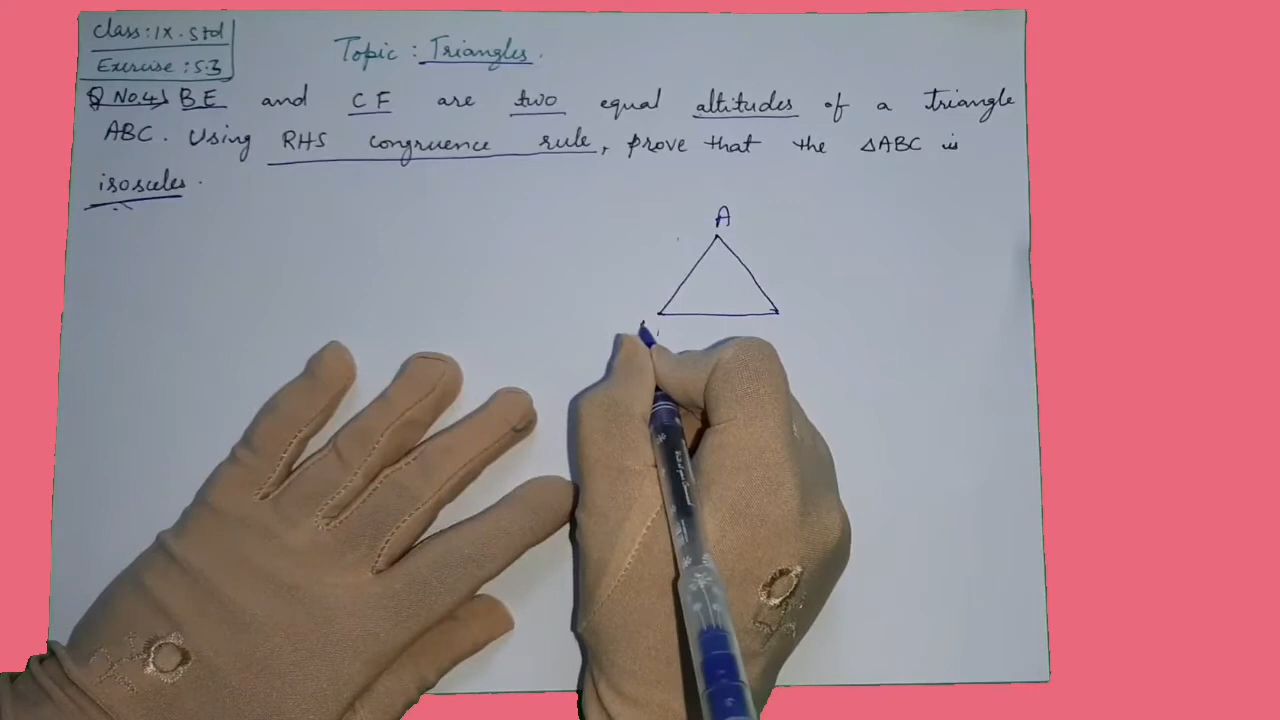 Class: IX. Std
Exercise : 5.3
Topic : Triangles.
Q No.4) BE and CF are two equal altitudes of a triangle
ABC. Using RHS congruence rule, prove that the ΔABC is
isosceles.
A